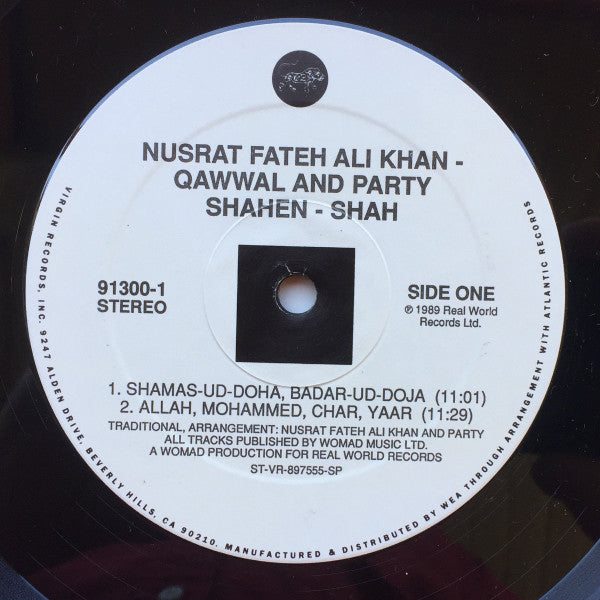 NUSRAT FATEH ALI KHAN -
QAWWAL AND PARTY
SHAHEN - SHAH
91300-1
STEREO
SIDE ONE
℗ 1989 Real World
Records Ltd.
1. SHAMAS-UD-DOHA, BADAR-UD-DOJA (11:01)
2. ALLAH, MOHAMMED, CHAR, YAAR (11:29)
TRADITIONAL, ARRANGEMENT: NUSRAT FATEH ALI KHAN AND PARTY
ALL TRACKS PUBLISHED BY WOMAD MUSIC LTD.
A WOMAD PRODUCTION FOR REAL WORLD RECORDS
ST-VR-897555-SP
VIRGIN RECORDS, INC. 9247 ALDEN DRIVE, BEVERLY HILLS, CA 90210. MANUFACTURED & DISTRIBUTED BY WEA THROUGH ARRANGEMENT WITH ATLANTIC RECORDS